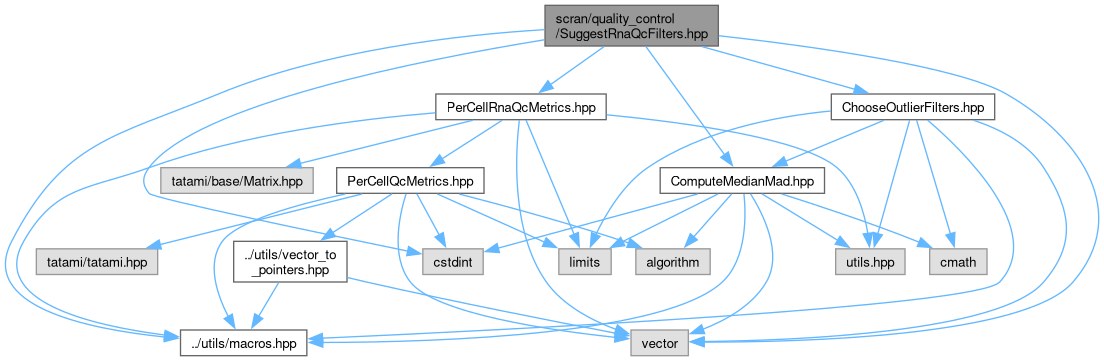 scran/quality_control
/SuggestRnaQcFilters.hpp
PerCellRnaQcMetrics.hpp
ChooseOutlierFilters.hpp
tatami/base/Matrix.hpp
PerCellQcMetrics.hpp
ComputeMedianMad.hpp
tatami/tatami.hpp
../utils/vector_to
_pointers.hpp
cstdint
limits
algorithm
utils.hpp
cmath
../utils/macros.hpp
vector